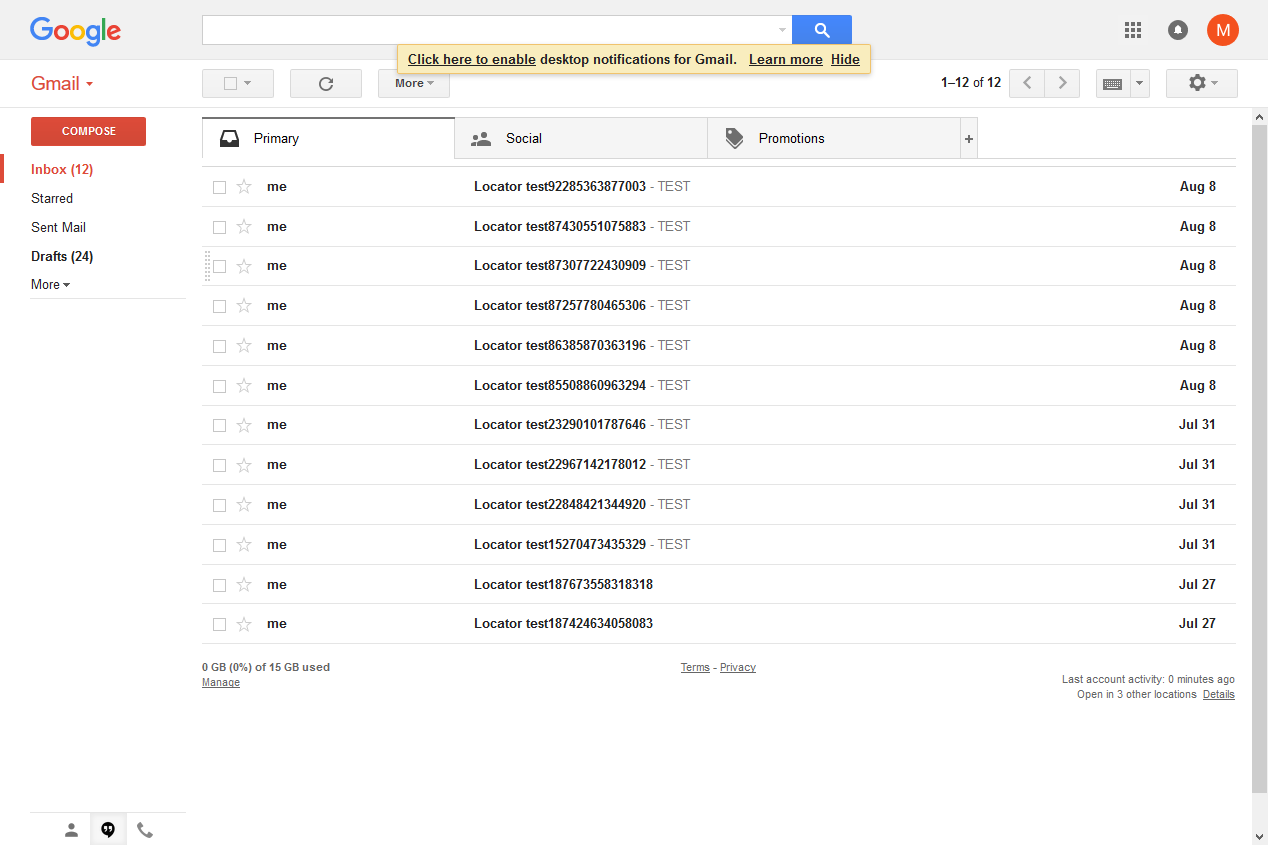 Google
M
Click here to enable desktop notifications for Gmail. Learn more Hide
Gmail
More
1–12 of 12
COMPOSE
Primary
Social
Promotions
+
Inbox (12)
Starred
Sent Mail
Drafts (24)
More
me Locator test92285363877003 - TEST Aug 8
me Locator test87430551075883 - TEST Aug 8
me Locator test87307722430909 - TEST Aug 8
me Locator test87257780465306 - TEST Aug 8
me Locator test86385870363196 - TEST Aug 8
me Locator test85508860963294 - TEST Aug 8
me Locator test23290101787646 - TEST Jul 31
me Locator test22967142178012 - TEST Jul 31
me Locator test22848421344920 - TEST Jul 31
me Locator test15270473435329 - TEST Jul 31
me Locator test187673558318318 Jul 27
me Locator test187424634058083 Jul 27
0 GB (0%) of 15 GB used
Manage
Terms - Privacy
Last account activity: 0 minutes ago
Open in 3 other locations Details